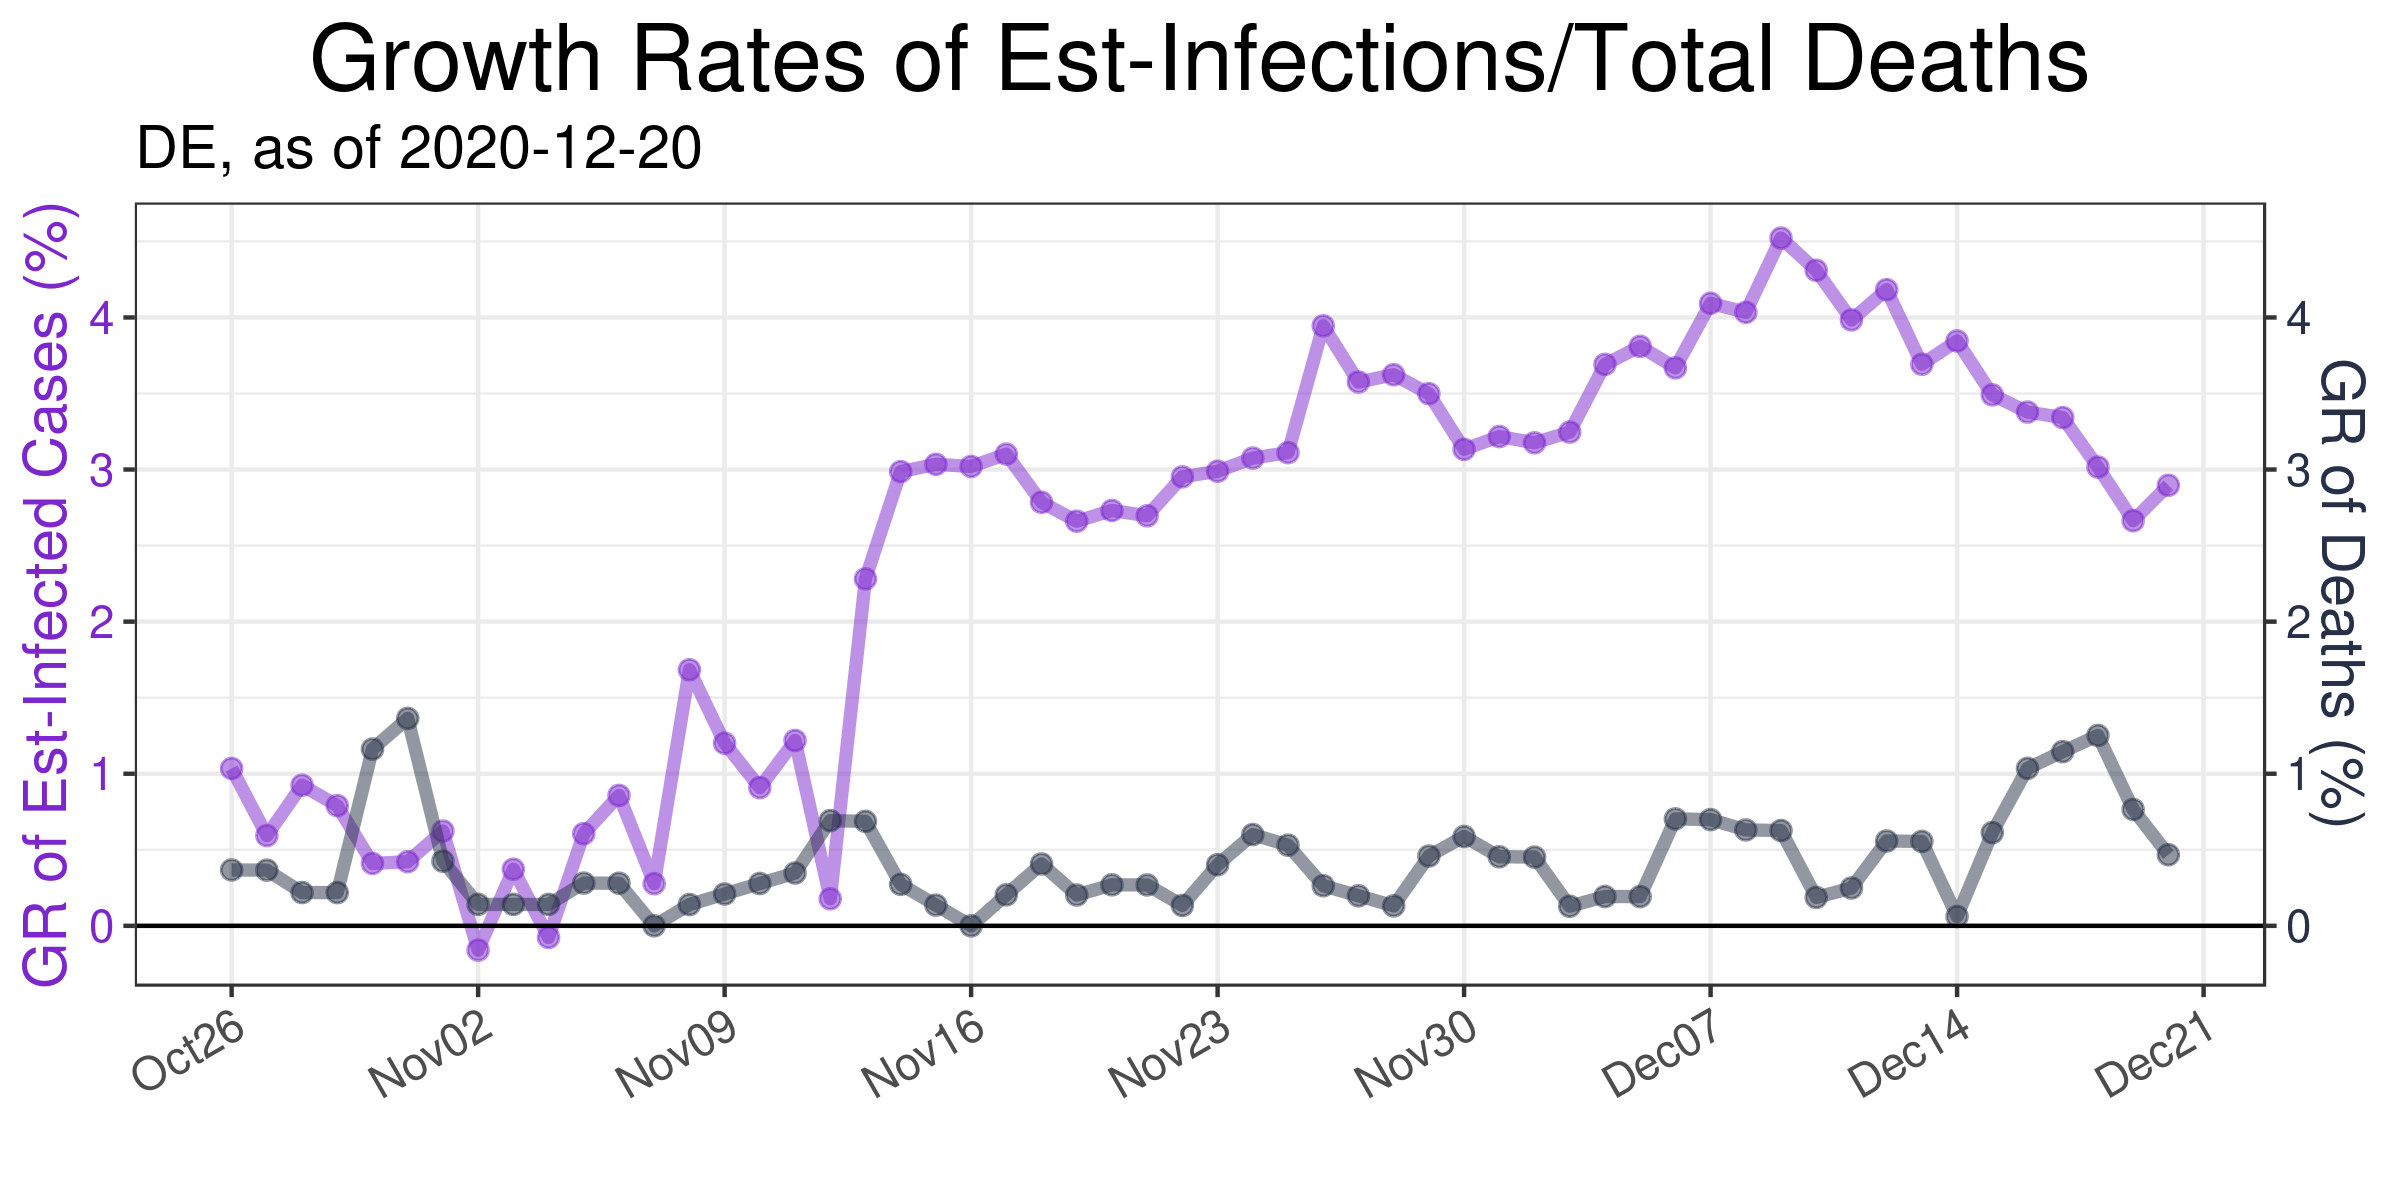 Growth Rates of Est-Infections/Total Deaths
DE, as of 2020-12-20
GR of Est-Infected Cases (%)
4
3
2
1
0
4
3
2
1
0
GR of Deaths (%)
Oct26
Nov02
Nov09
Nov16
Nov23
Nov30
Dec07
Dec14
Dec21